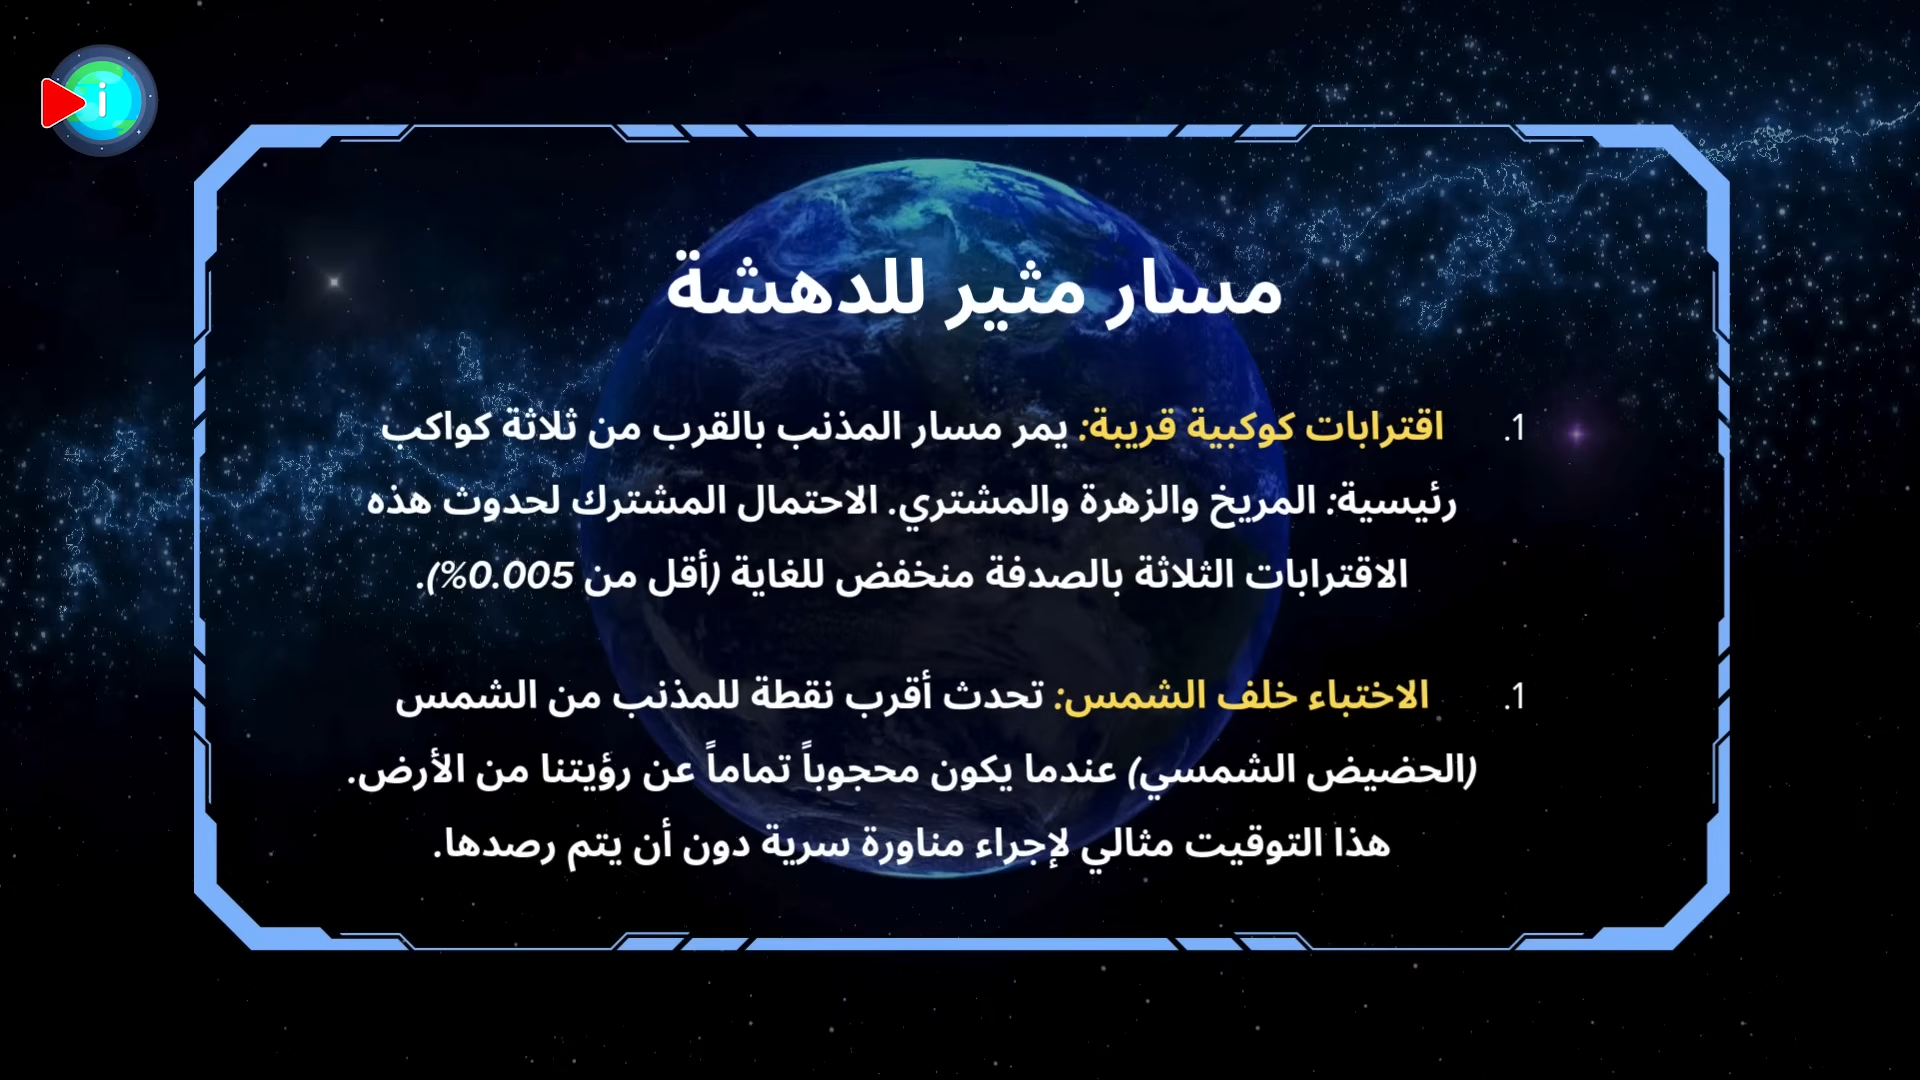 i
مسار مثير للدهشة
1. اقترابات كوكبية قريبة: يمر مسار المذنب بالقرب من ثلاثة كواكب
رئيسية: المريخ والزهرة والمشتري. الاحتمال المشترك لحدوث هذه
الاقترابات الثلاثة بالصدفة منخفض للغاية (أقل من 0.005%).
1. الاختباء خلف الشمس: تحدث أقرب نقطة للمذنب من الشمس
(الحضيض الشمسي) عندما يكون محجوباً تماماً عن رؤيتنا من الأرض.
هذا التوقيت مثالي لإجراء مناورة سرية دون أن يتم رصدها.